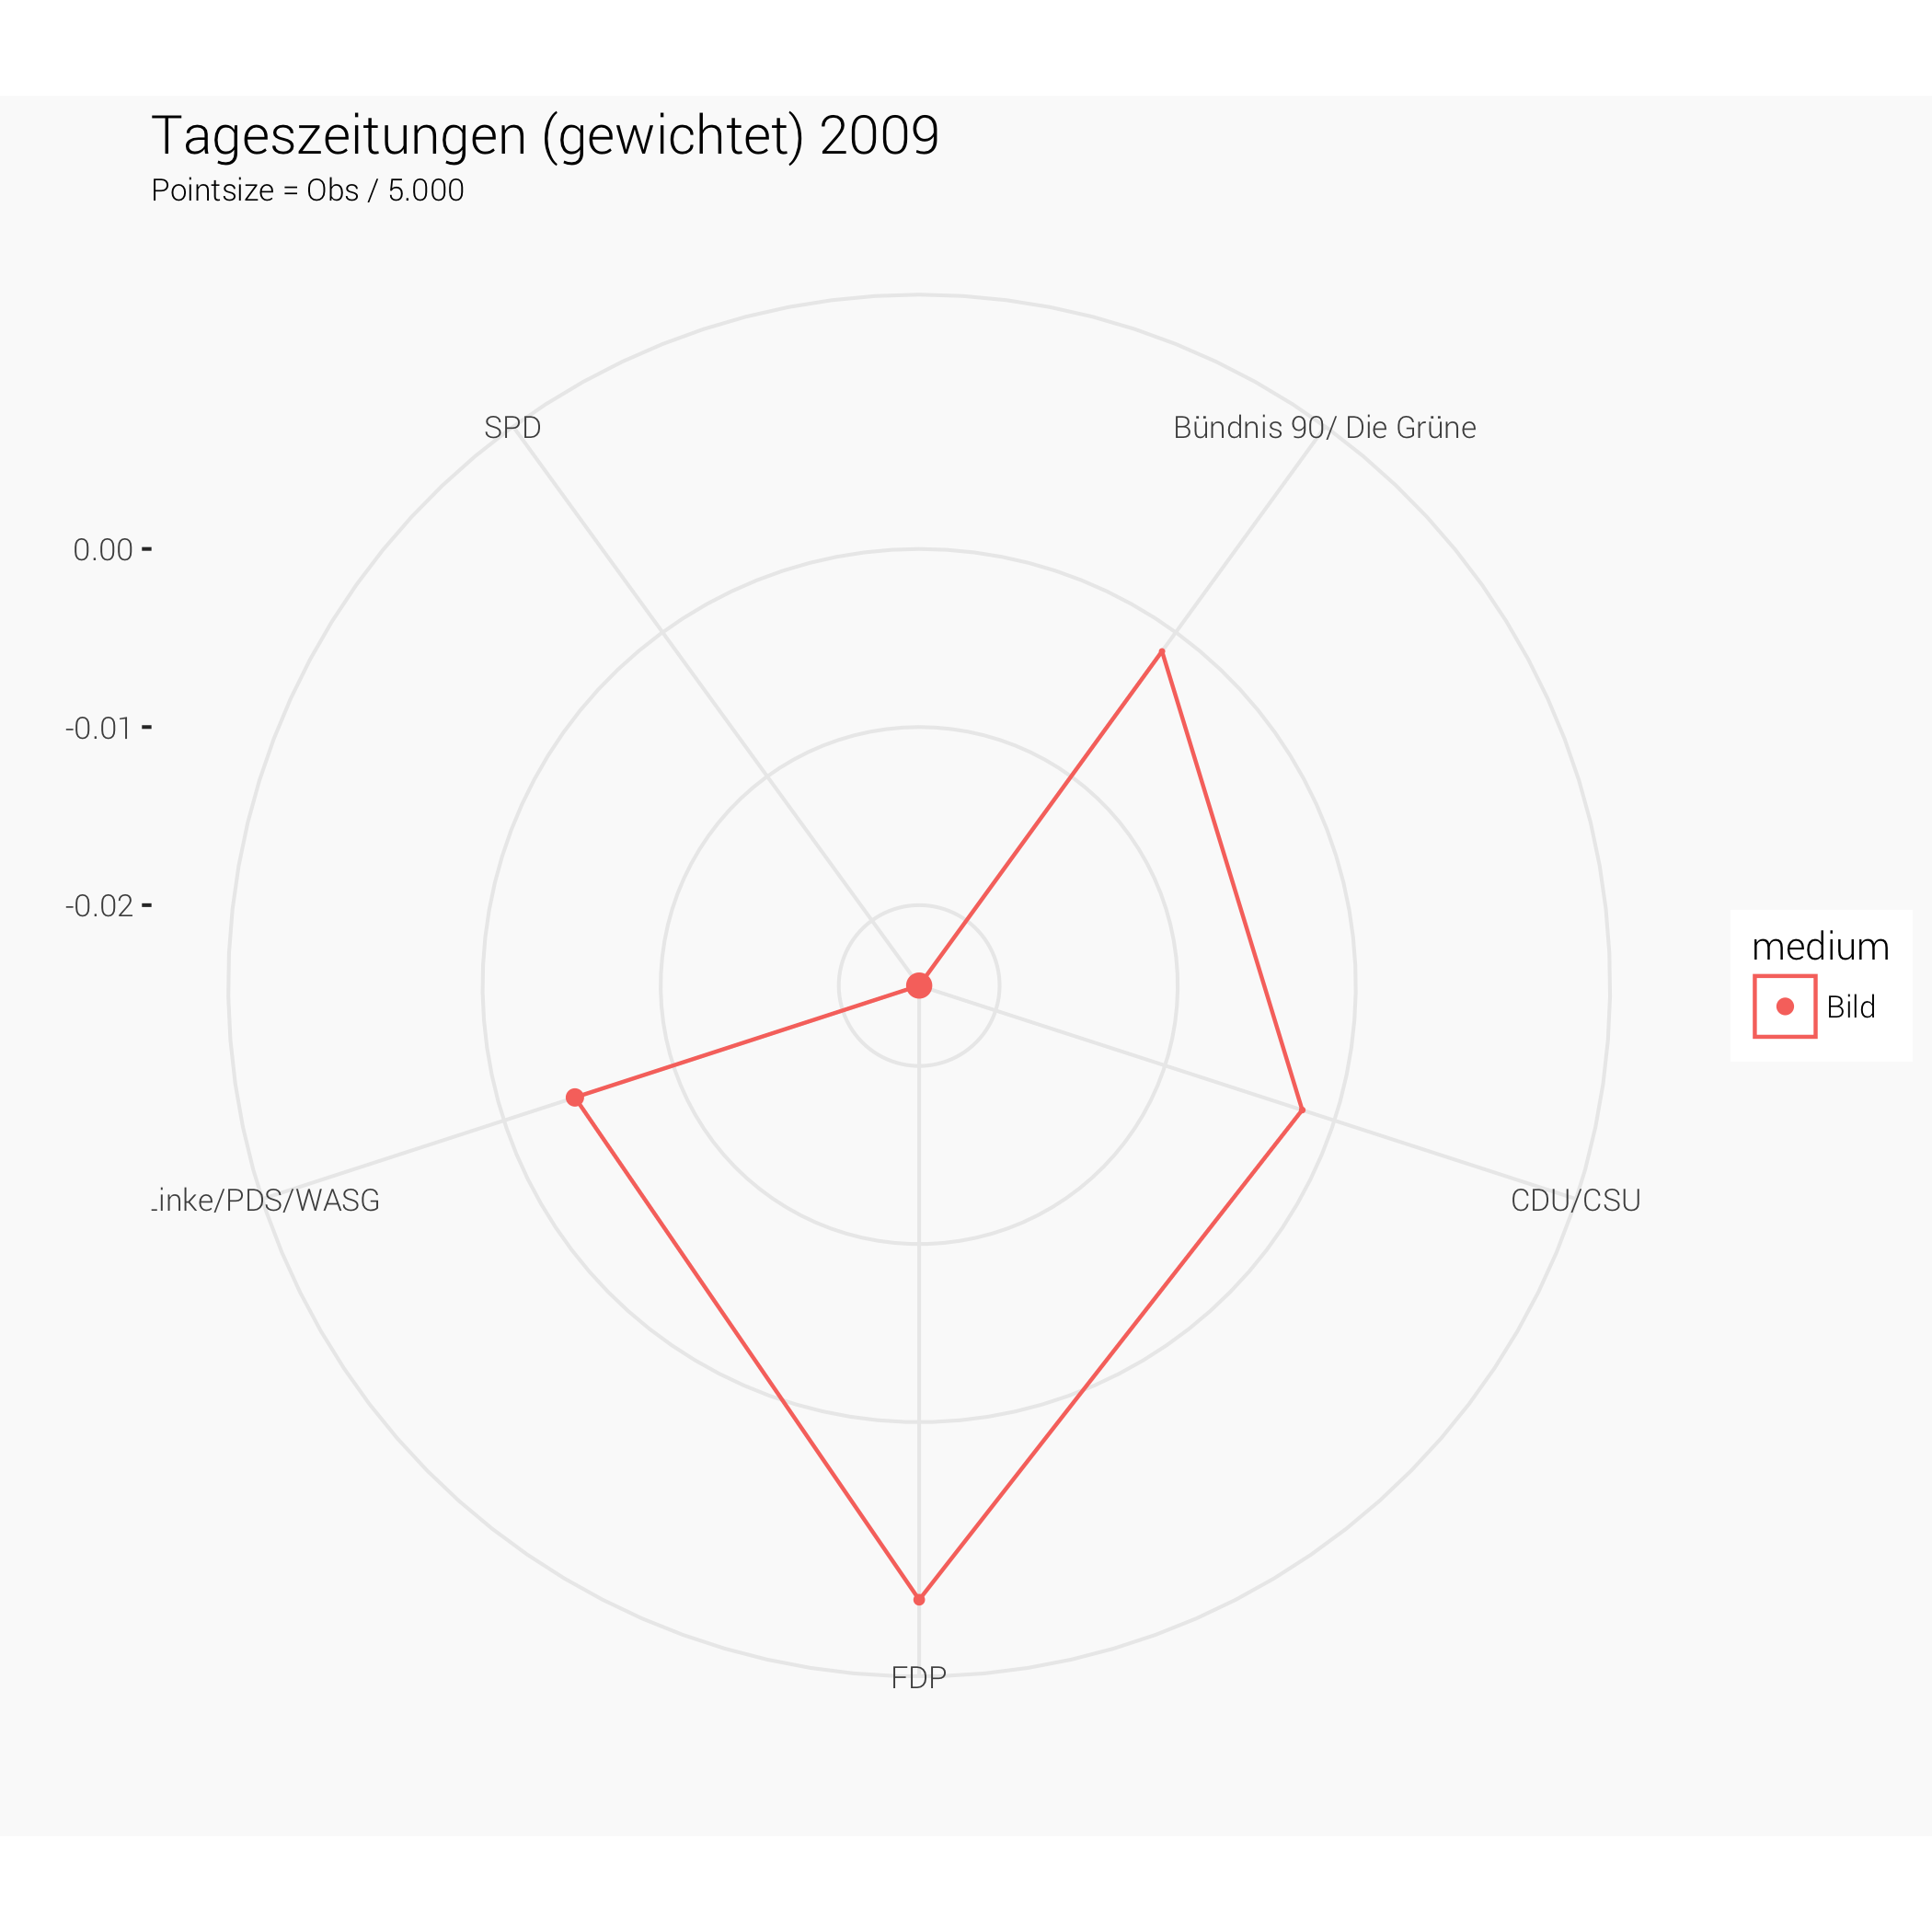 Tageszeitungen (gewichtet) 2009
Pointsize = Obs / 5.000
SPD
Bündnis 90/ Die Grüne
0.00
-0.01
-0.02
medium
Bild
.inke/PDS/WASG
CDU/CSU
FDP